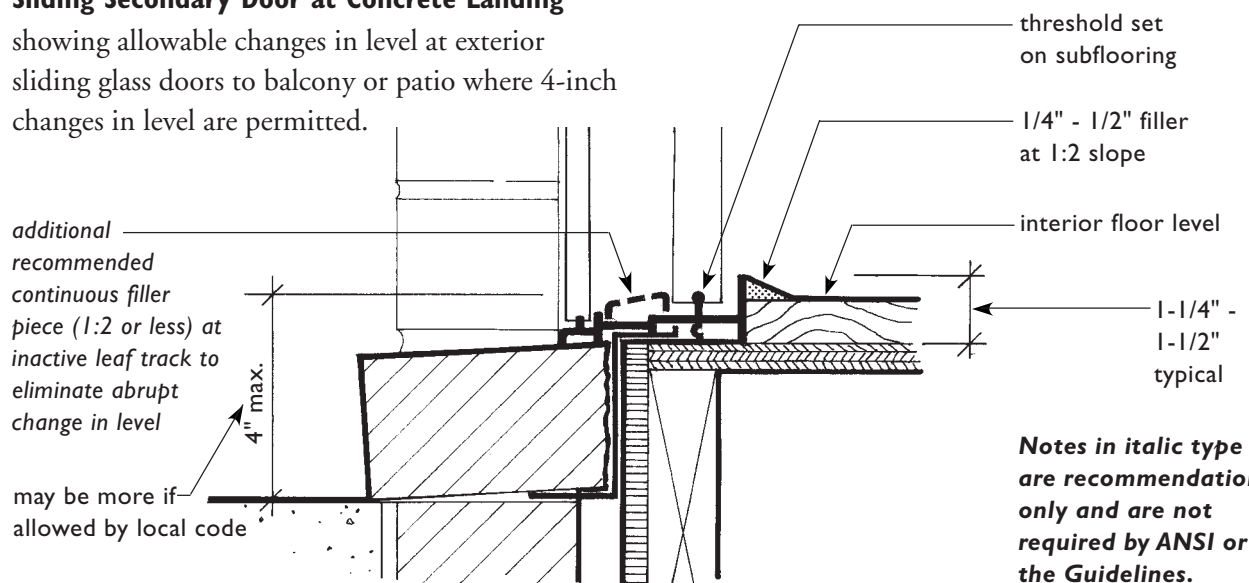 Sliding Secondary Door at Concrete Landing
showing allowable changes in level at exterior
sliding glass doors to balcony or patio where 4-inch
changes in level are permitted.
threshold set
on subflooring
1/4" - 1/2" filler
at 1:2 slope
interior floor level
additional
recommended
continuous filler
piece (1:2 or less) at
inactive leaf track to
eliminate abrupt
change in level
4" max.
may be more if
allowed by local code
1-1/4" -
1-1/2"
typical
Notes in italic type
are recommendation
only and are not
required by ANSI or
the Guidelines.